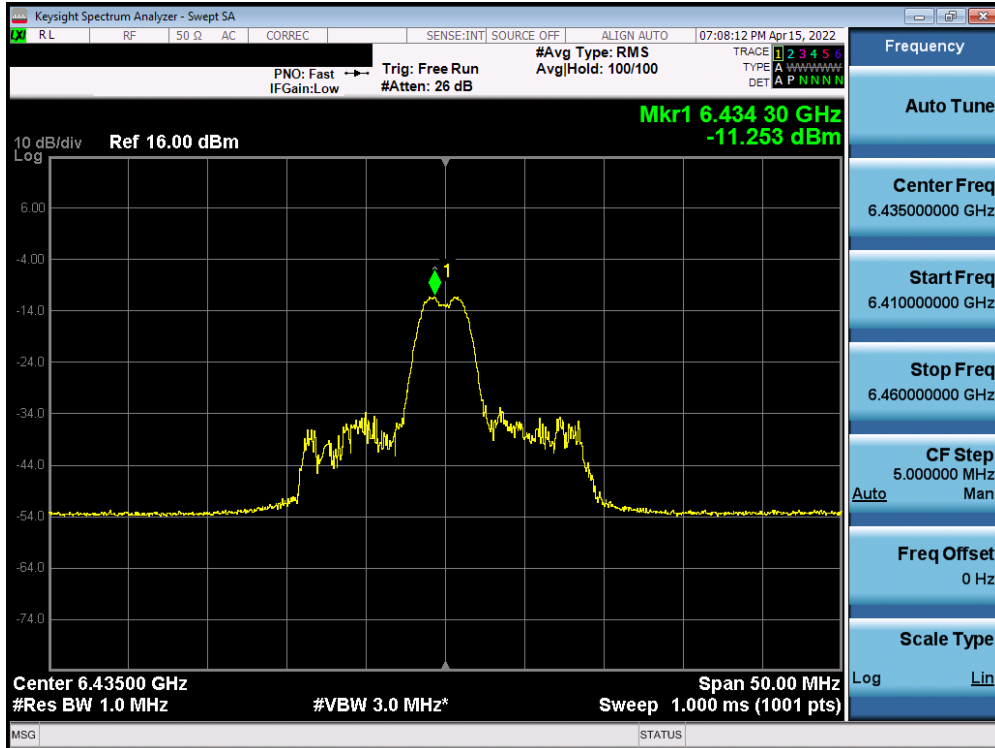 Keysight Spectrum Analyzer - Swept SA
LXI RL RF 50 Ω AC CORREC SENSE:INT SOURCE OFF ALIGN AUTO 07:08:12 PM Apr 15, 2022
#Avg Type: RMS TRACE 1 2 3 4 5 6
PNO: Fast Trig: Free Run Avg|Hold: 100/100 TYPE A WWWWW
IFGain:Low #Atten: 26 dB DET A P N N N N
Mkr1 6.434 30 GHz
-11.253 dBm
10 dB/div Ref 16.00 dBm
Log
6.00
-4.00
1
-14.0
-24.0
-34.0
-44.0
-54.0
-64.0
-74.0
Center 6.43500 GHz Span 50.00 MHz
#Res BW 1.0 MHz #VBW 3.0 MHz* Sweep 1.000 ms (1001 pts)
MSG STATUS
Frequency
Auto Tune
Center Freq
6.435000000 GHz
Start Freq
6.410000000 GHz
Stop Freq
6.460000000 GHz
CF Step
5.000000 MHz
Auto Man
Freq Offset
0 Hz
Scale Type
Log Lin